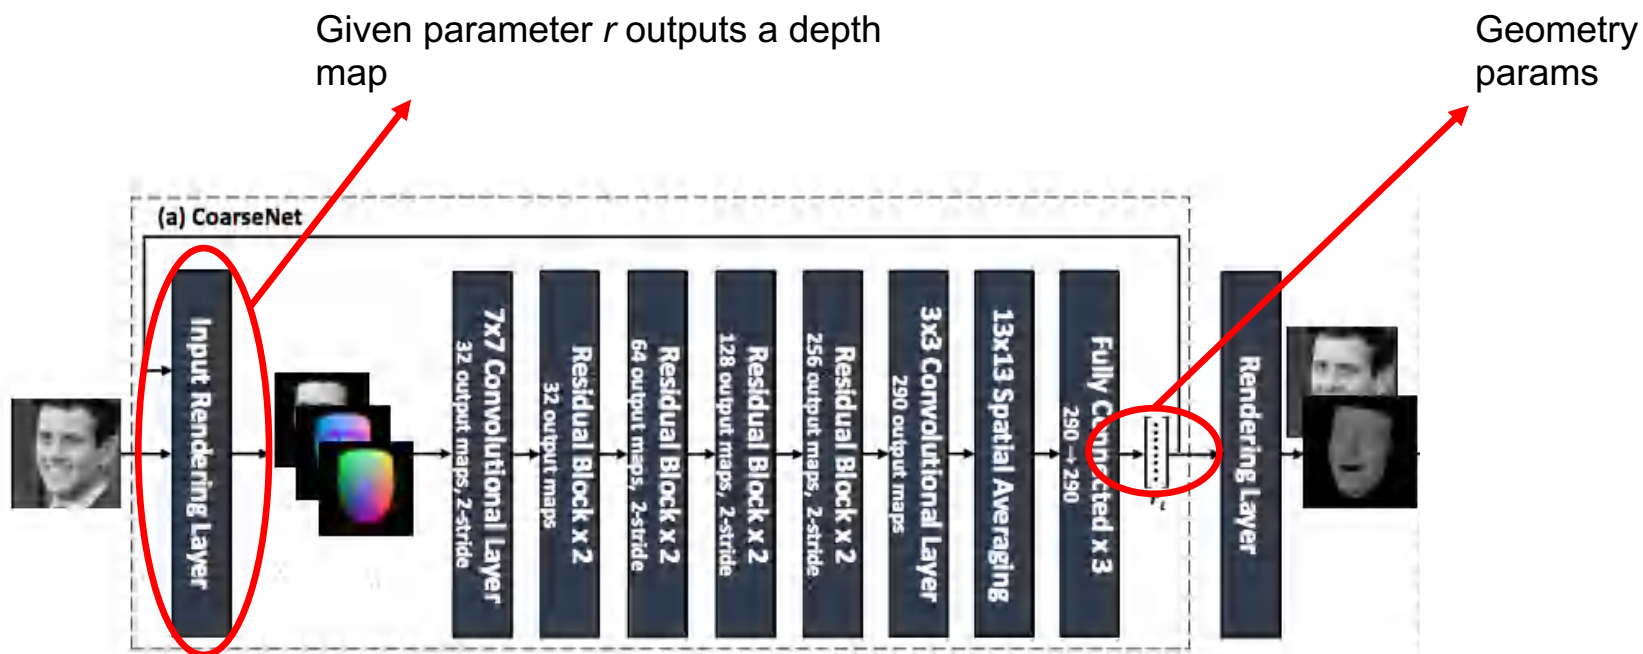 Given parameter r outputs a depth
map
Geometry
params
(a) CoarseNet
Input Rendering Layer
7x7 Convolutional Layer
32 output maps, 2-stride
Residual Block x 2
32 output maps
Residual Block x 2
64 output maps, 2-stride
Residual Block x 2
128 output maps, 2-stride
Residual Block x 2
256 output maps, 2-stride
3x3 Convolutional Layer
290 output maps
13x13 Spatial Averaging
Fully Connected x 3
290 → 290
Rendering Layer